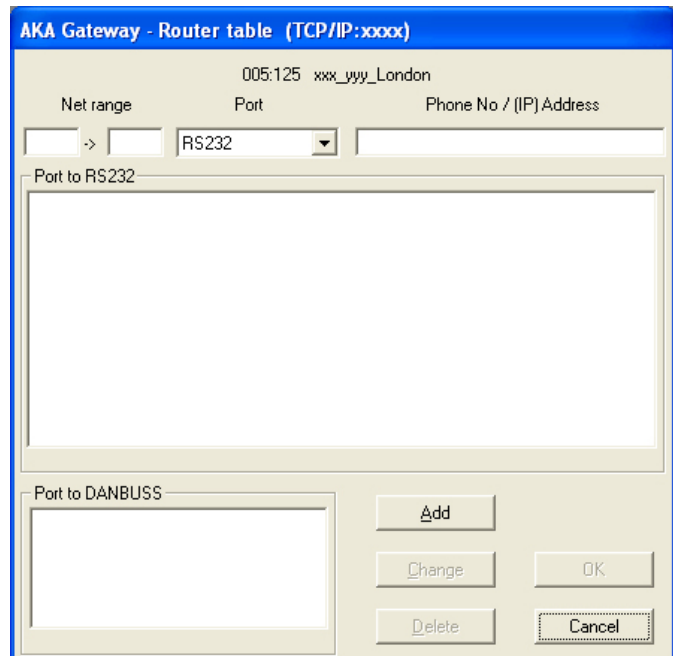 AKA Gateway - Router table (TCP/IP:xxxx)
005:125 xxx_yyy_London
Net range Port Phone No / (IP) Address
-> RS232
Port to RS232
Port to DANBUSS
Add
Change OK
Delete Cancel